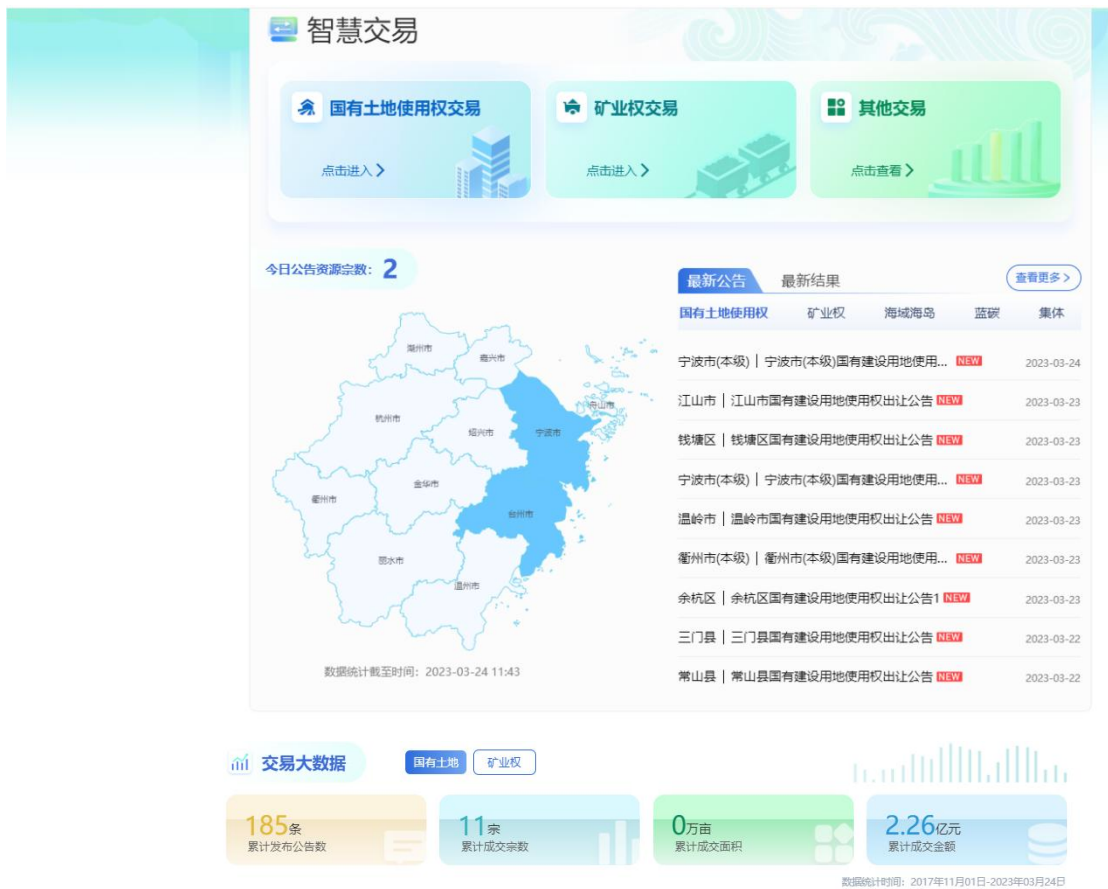 智慧交易
国有土地使用权交易
点击进入
矿业权交易
点击进入
其他交易
点击查看
今日公告资源宗数: 2
湖州市
嘉兴市
杭州市
绍兴市
宁波市
舟山市
金华市
衢州市
台州市
丽水市
温州市
数据统计截至时间: 2023-03-24 11:43
最新公告 最新结果 查看更多
国有土地使用权 矿业权 海域海岛 蓝碳 集体
宁波市(本级) | 宁波市(本级)国有建设用地使用... NEW 2023-03-24
江山市 | 江山市国有建设用地使用权出让公告 NEW 2023-03-23
钱塘区 | 钱塘区国有建设用地使用权出让公告 NEW 2023-03-23
宁波市(本级) | 宁波市(本级)国有建设用地使用... NEW 2023-03-23
温岭市 | 温岭市国有建设用地使用权出让公告 NEW 2023-03-23
衢州市(本级) | 衢州市(本级)国有建设用地使用... NEW 2023-03-23
余杭区 | 余杭区国有建设用地使用权出让公告1 NEW 2023-03-23
三门县 | 三门县国有建设用地使用权出让公告 NEW 2023-03-22
常山县 | 常山县国有建设用地使用权出让公告 NEW 2023-03-22
交易大数据 国有土地 矿业权
185条
累计发布公告数
11宗
累计成交宗数
0万亩
累计成交面积
2.26亿元
累计成交金额
数据统计时间: 2017年11月01日-2023年03月24日